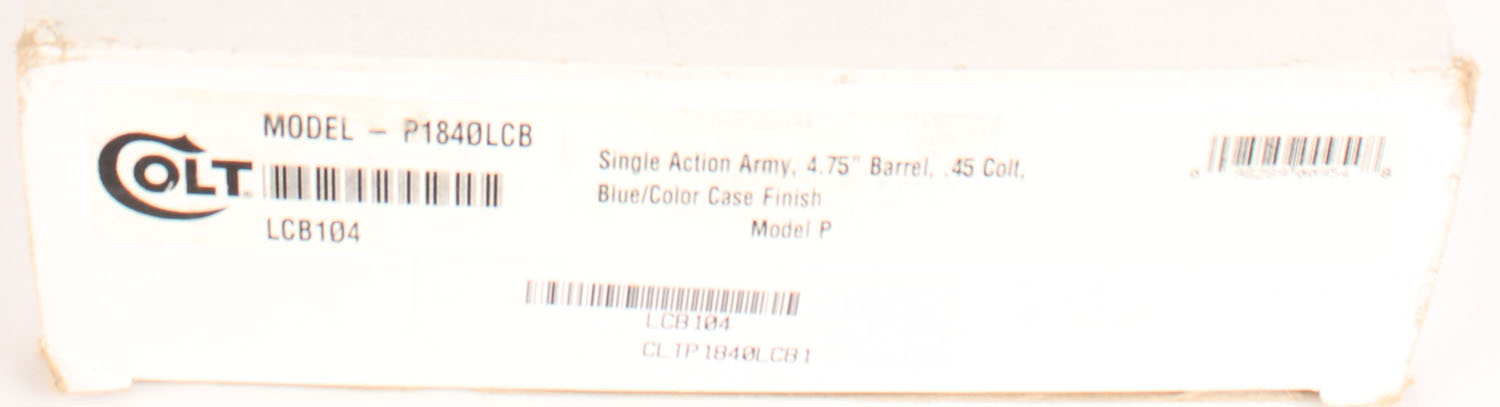 COLT
MODEL - P1840LCB
LCB104
Single Action Army, 4.75" Barrel, .45 Colt,
Blue/Color Case Finish
Model P
LCB104
CLTP1840LCB1